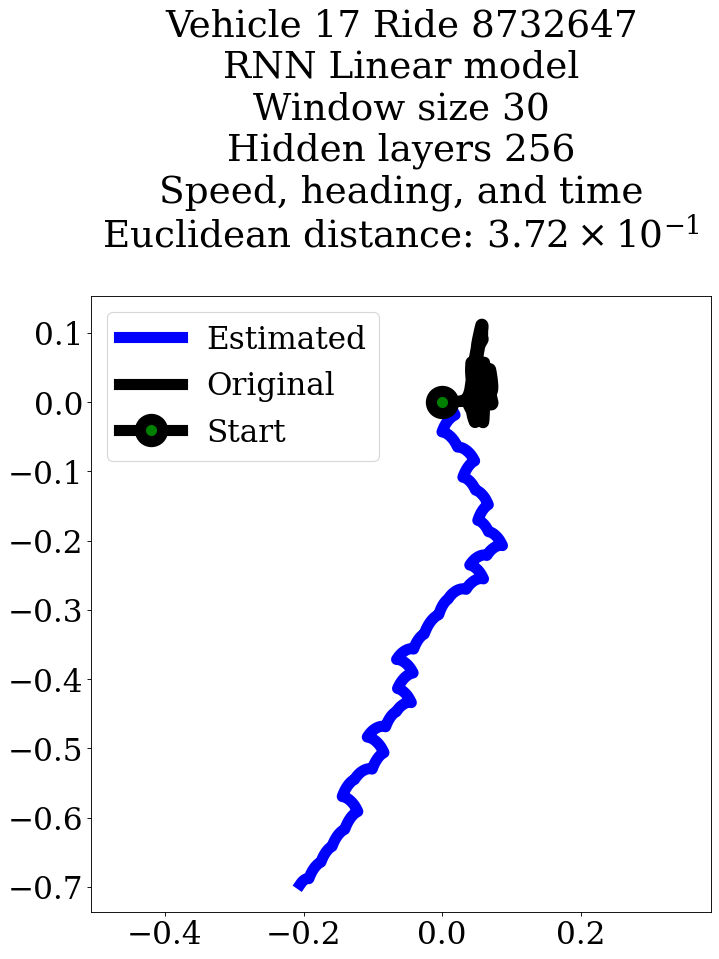 Vehicle 17 Ride 8732647
RNN Linear model
Window size 30
Hidden layers 256
Speed, heading, and time
Euclidean distance: 3.72 × 10⁻¹
Estimated
Original
Start
0.1
0.0
−0.1
−0.2
−0.3
−0.4
−0.5
−0.6
−0.7
−0.4 −0.2 0.0 0.2